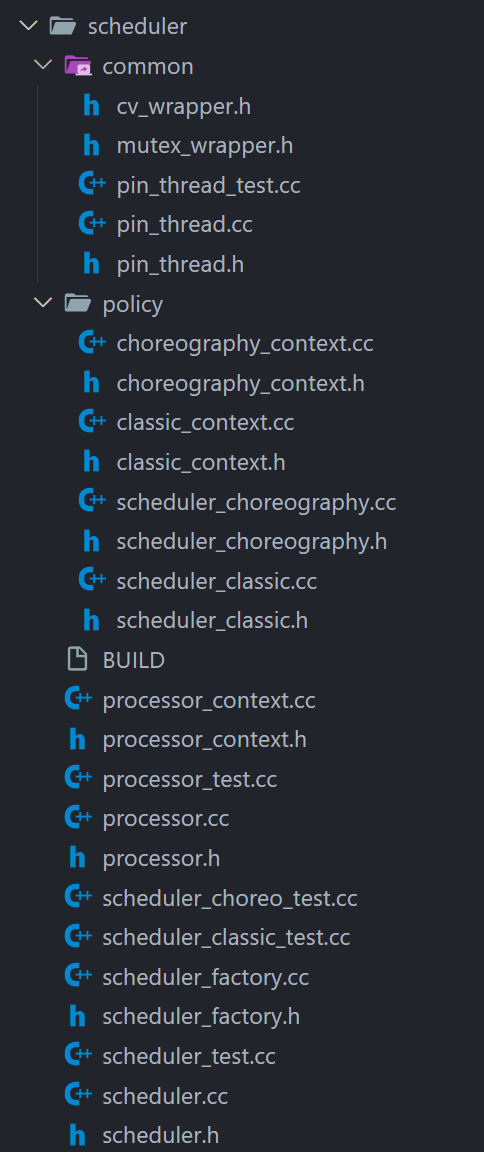 scheduler
common
h cv_wrapper.h
h mutex_wrapper.h
C++ pin_thread_test.cc
C++ pin_thread.cc
h pin_thread.h
policy
C++ choreography_context.cc
h choreography_context.h
C++ classic_context.cc
h classic_context.h
C++ scheduler_choreography.cc
h scheduler_choreography.h
C++ scheduler_classic.cc
h scheduler_classic.h
BUILD
C++ processor_context.cc
h processor_context.h
C++ processor_test.cc
C++ processor.cc
h processor.h
C++ scheduler_choreo_test.cc
C++ scheduler_classic_test.cc
C++ scheduler_factory.cc
h scheduler_factory.h
C++ scheduler_test.cc
C++ scheduler.cc
h scheduler.h